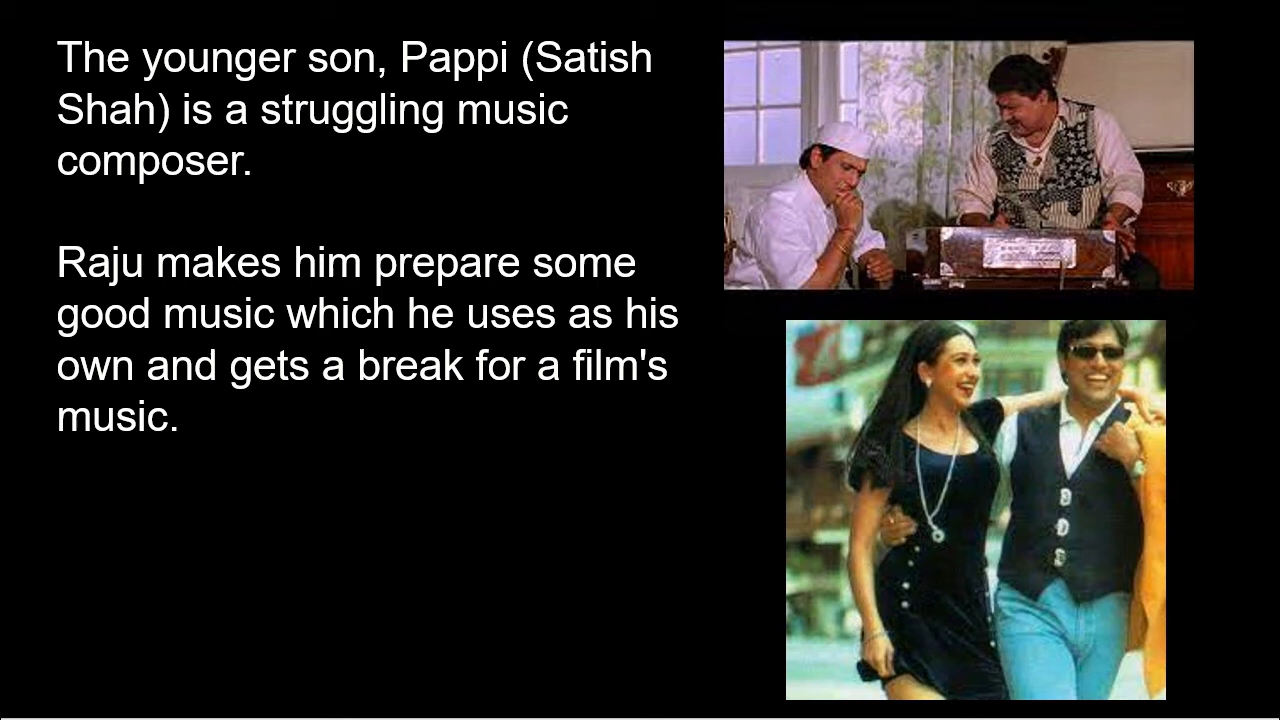 The younger son, Pappi (Satish
Shah) is a struggling music
composer.
Raju makes him prepare some
good music which he uses as his
own and gets a break for a film's
music.